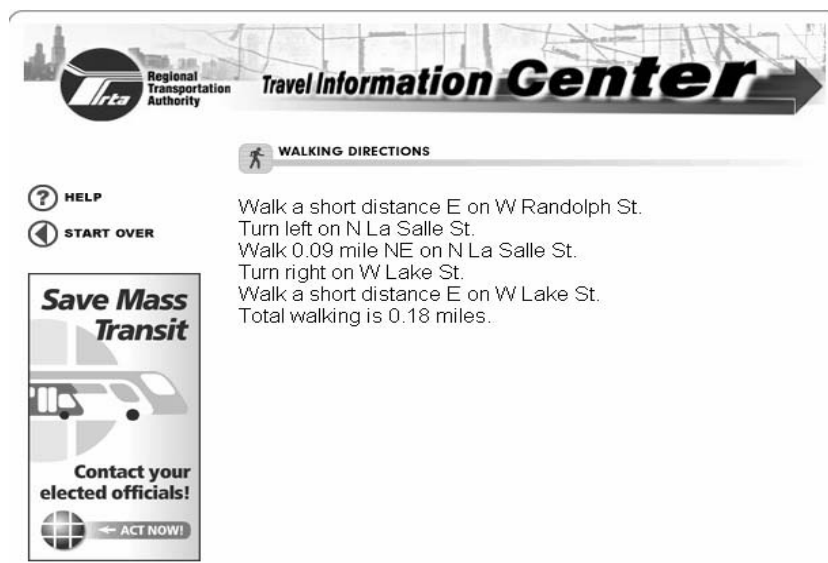 Regional
Transportation
Authority
rta
Travel Information Center
WALKING DIRECTIONS
HELP
START OVER
Walk a short distance E on W Randolph St.
Turn left on N La Salle St.
Walk 0.09 mile NE on N La Salle St.
Turn right on W Lake St.
Walk a short distance E on W Lake St.
Total walking is 0.18 miles.
Save Mass
Transit
Contact your
elected officials!
ACT NOW!